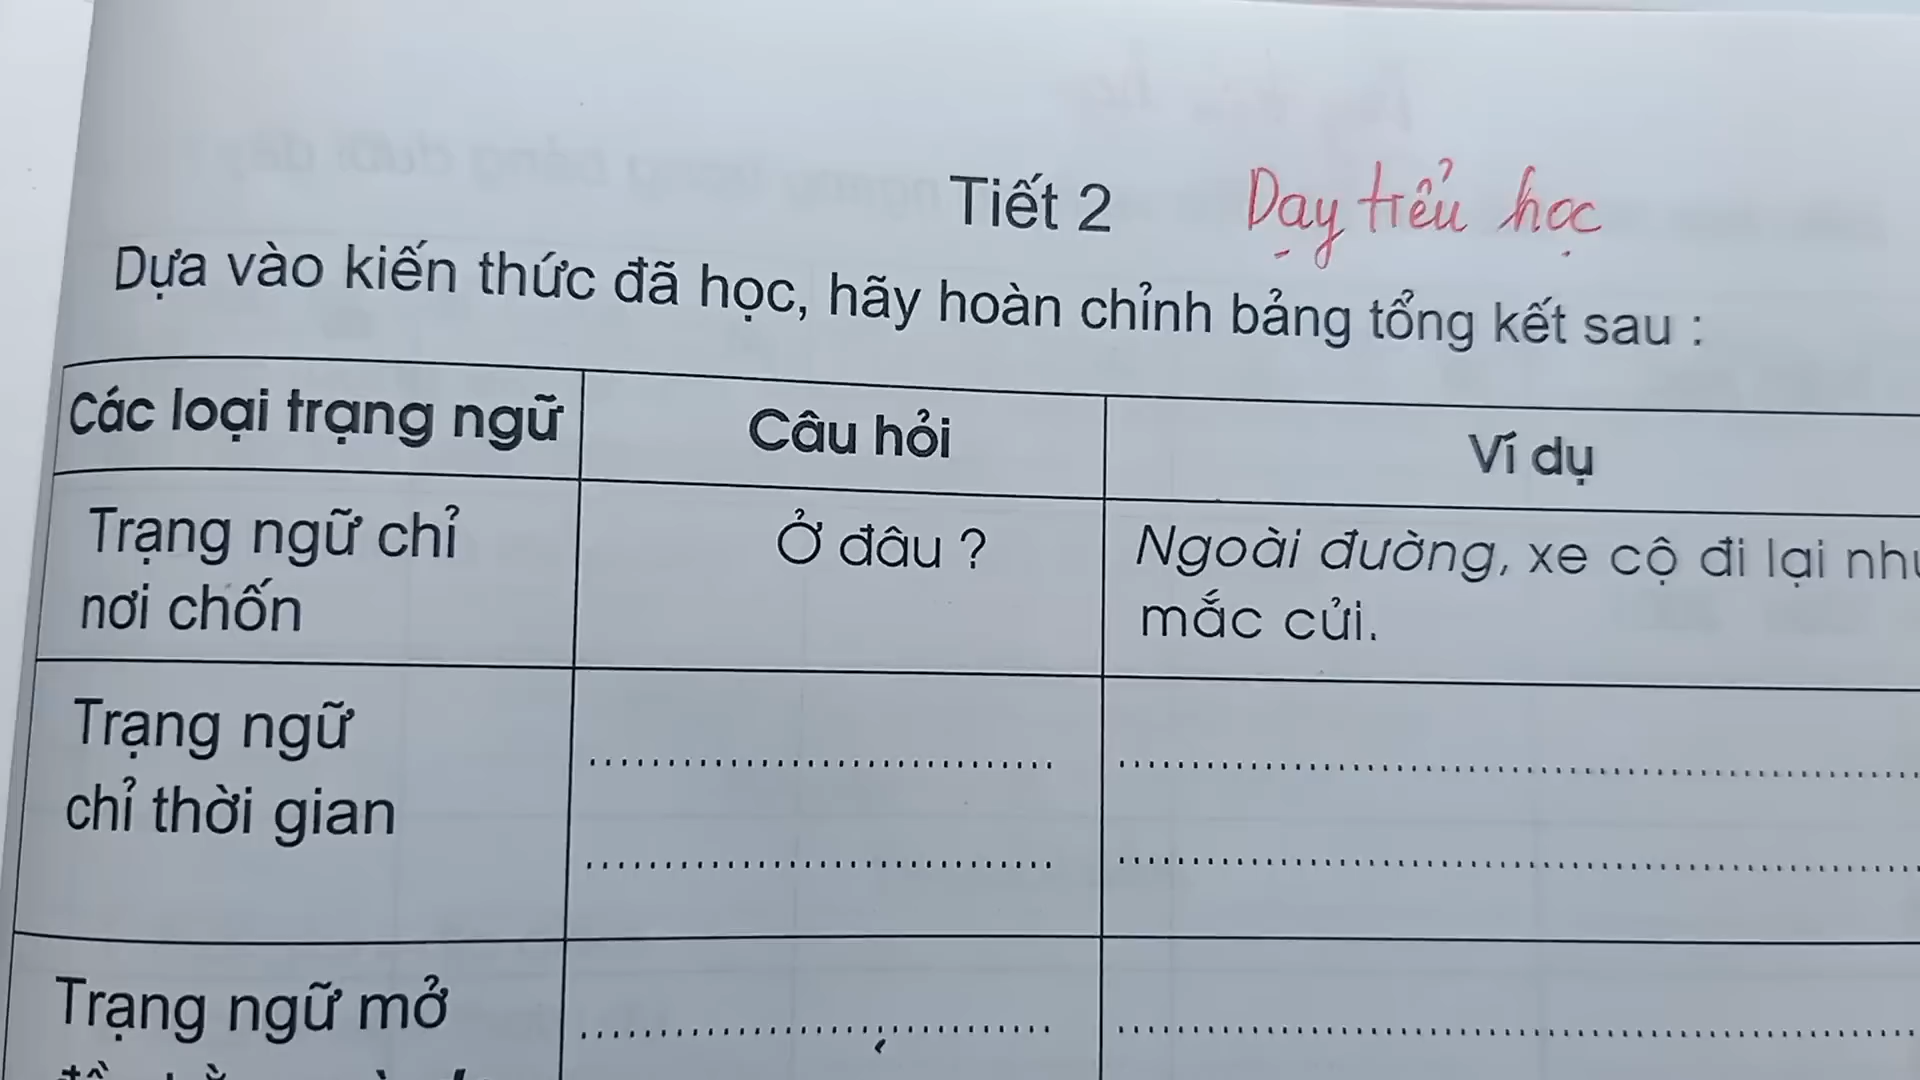 Tiết 2 Dạy tiểu học
Dựa vào kiến thức đã học, hãy hoàn chỉnh bảng tổng kết sau :
Các loại trạng ngữ Câu hỏi Ví dụ
Trạng ngữ chỉ
nơi chốn
Ở đâu ?
Ngoài đường, xe cộ đi lại
mắc cửi.
Trạng ngữ
chỉ thời gian
Trạng ngữ mở